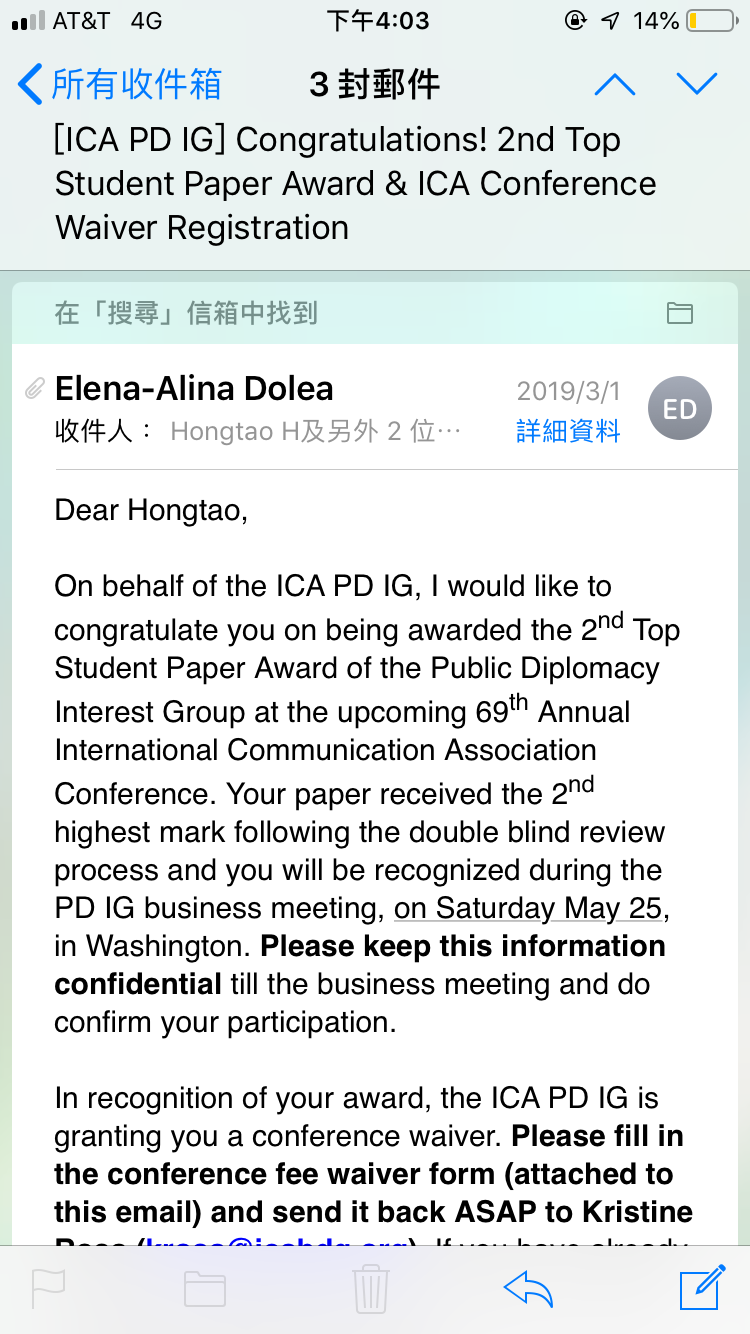 AT&T 4G 下午4:03 14%
所有收件箱 3 封郵件
[ICA PD IG] Congratulations! 2nd Top
Student Paper Award & ICA Conference
Waiver Registration
在「搜尋」信箱中找到
Elena-Alina Dolea 2019/3/1 ED
收件人： Hongtao H及另外 2 位… 詳細資料
Dear Hongtao,
On behalf of the ICA PD IG, I would like to
congratulate you on being awarded the 2nd Top
Student Paper Award of the Public Diplomacy
Interest Group at the upcoming 69th Annual
International Communication Association
Conference. Your paper received the 2nd
highest mark following the double blind review
process and you will be recognized during the
PD IG business meeting, on Saturday May 25,
in Washington. Please keep this information
confidential till the business meeting and do
confirm your participation.
In recognition of your award, the ICA PD IG is
granting you a conference waiver. Please fill in
the conference fee waiver form (attached to
this email) and send it back ASAP to Kristine
If you have already